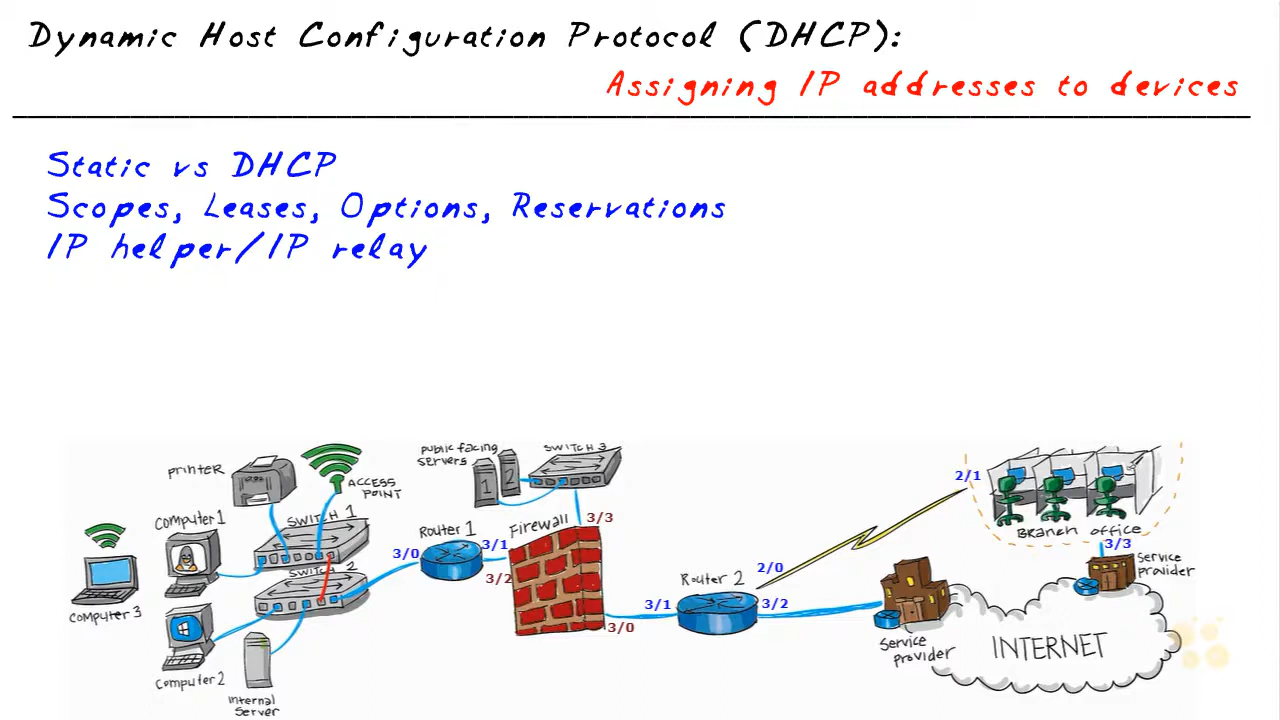 Dynamic Host Configuration Protocol (DHCP):
Assigning IP addresses to devices
Static vs DHCP
Scopes, Leases, Options, Reservations
IP helper/IP relay
printer
ACCESS
POINT
public facing
servers
SWITCH 3
1
2
3/3
2/1
Branch office
3/3
Service
provider
Computer 1
SWITCH 1
Router 1
3/0
3/1
3/2
Firewall
SWITCH 2
Computer 3
Router 2
2/0
3/1
3/2
3/0
Service
provider
INTERNET
Computer 2
Internal
Server